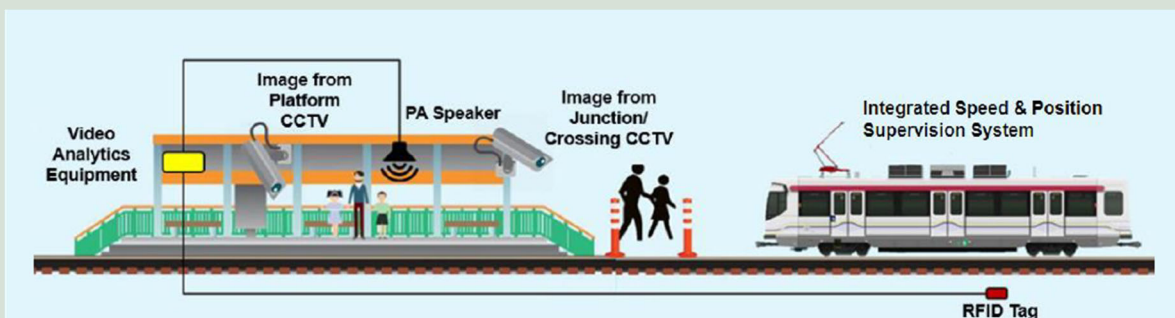 Image from
Platform
CCTV
PA Speaker
Image from
Junction/
Crossing CCTV
Integrated Speed & Position
Supervision System
Video
Analytics
Equipment
RFID Tag